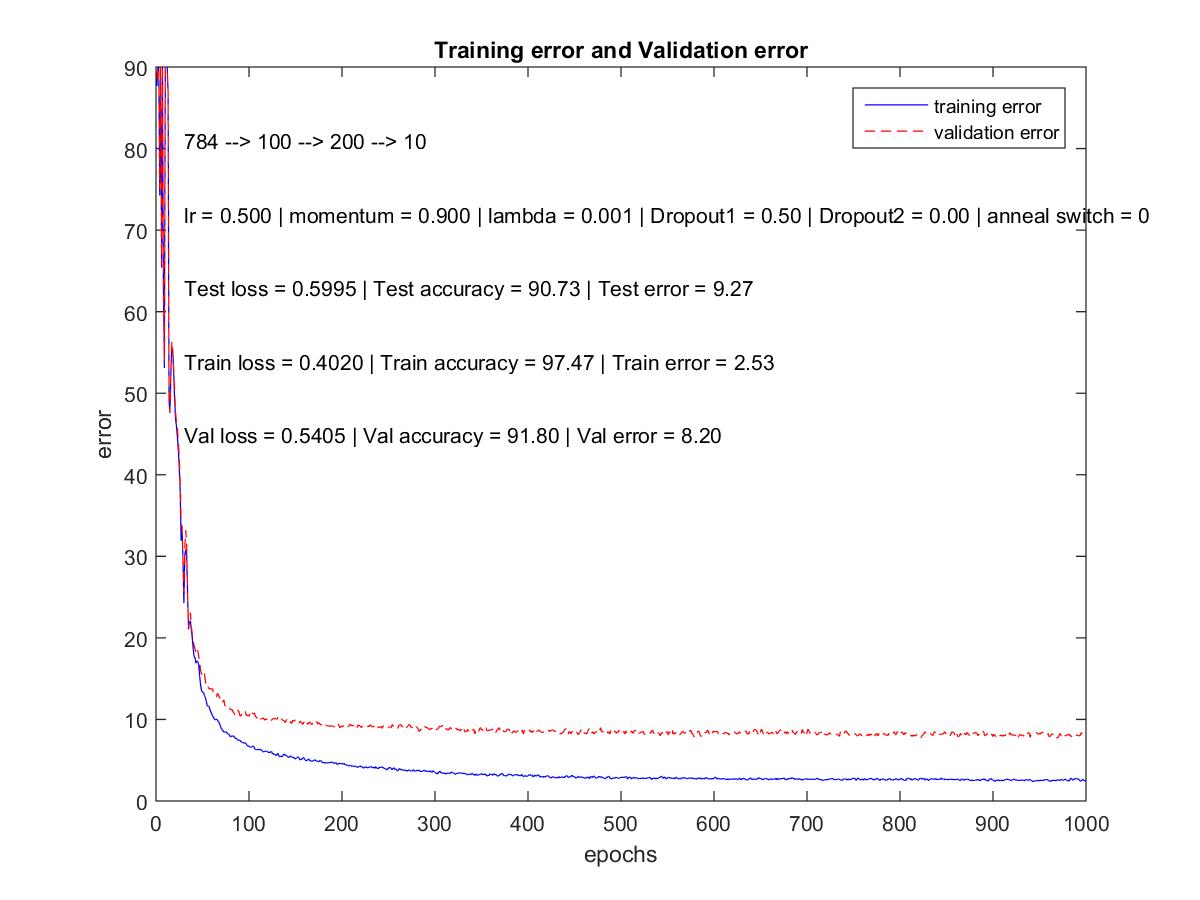 Training error and Validation error
training error
validation error
784 --> 100 --> 200 --> 10
lr = 0.500 | momentum = 0.900 | lambda = 0.001 | Dropout1 = 0.50 | Dropout2 = 0.00 | anneal switch = 0
Test loss = 0.5995 | Test accuracy = 90.73 | Test error = 9.27
Train loss = 0.4020 | Train accuracy = 97.47 | Train error = 2.53
Val loss = 0.5405 | Val accuracy = 91.80 | Val error = 8.20
error
90
80
70
60
50
40
30
20
10
0
0 100 200 300 400 500 600 700 800 900 1000
epochs